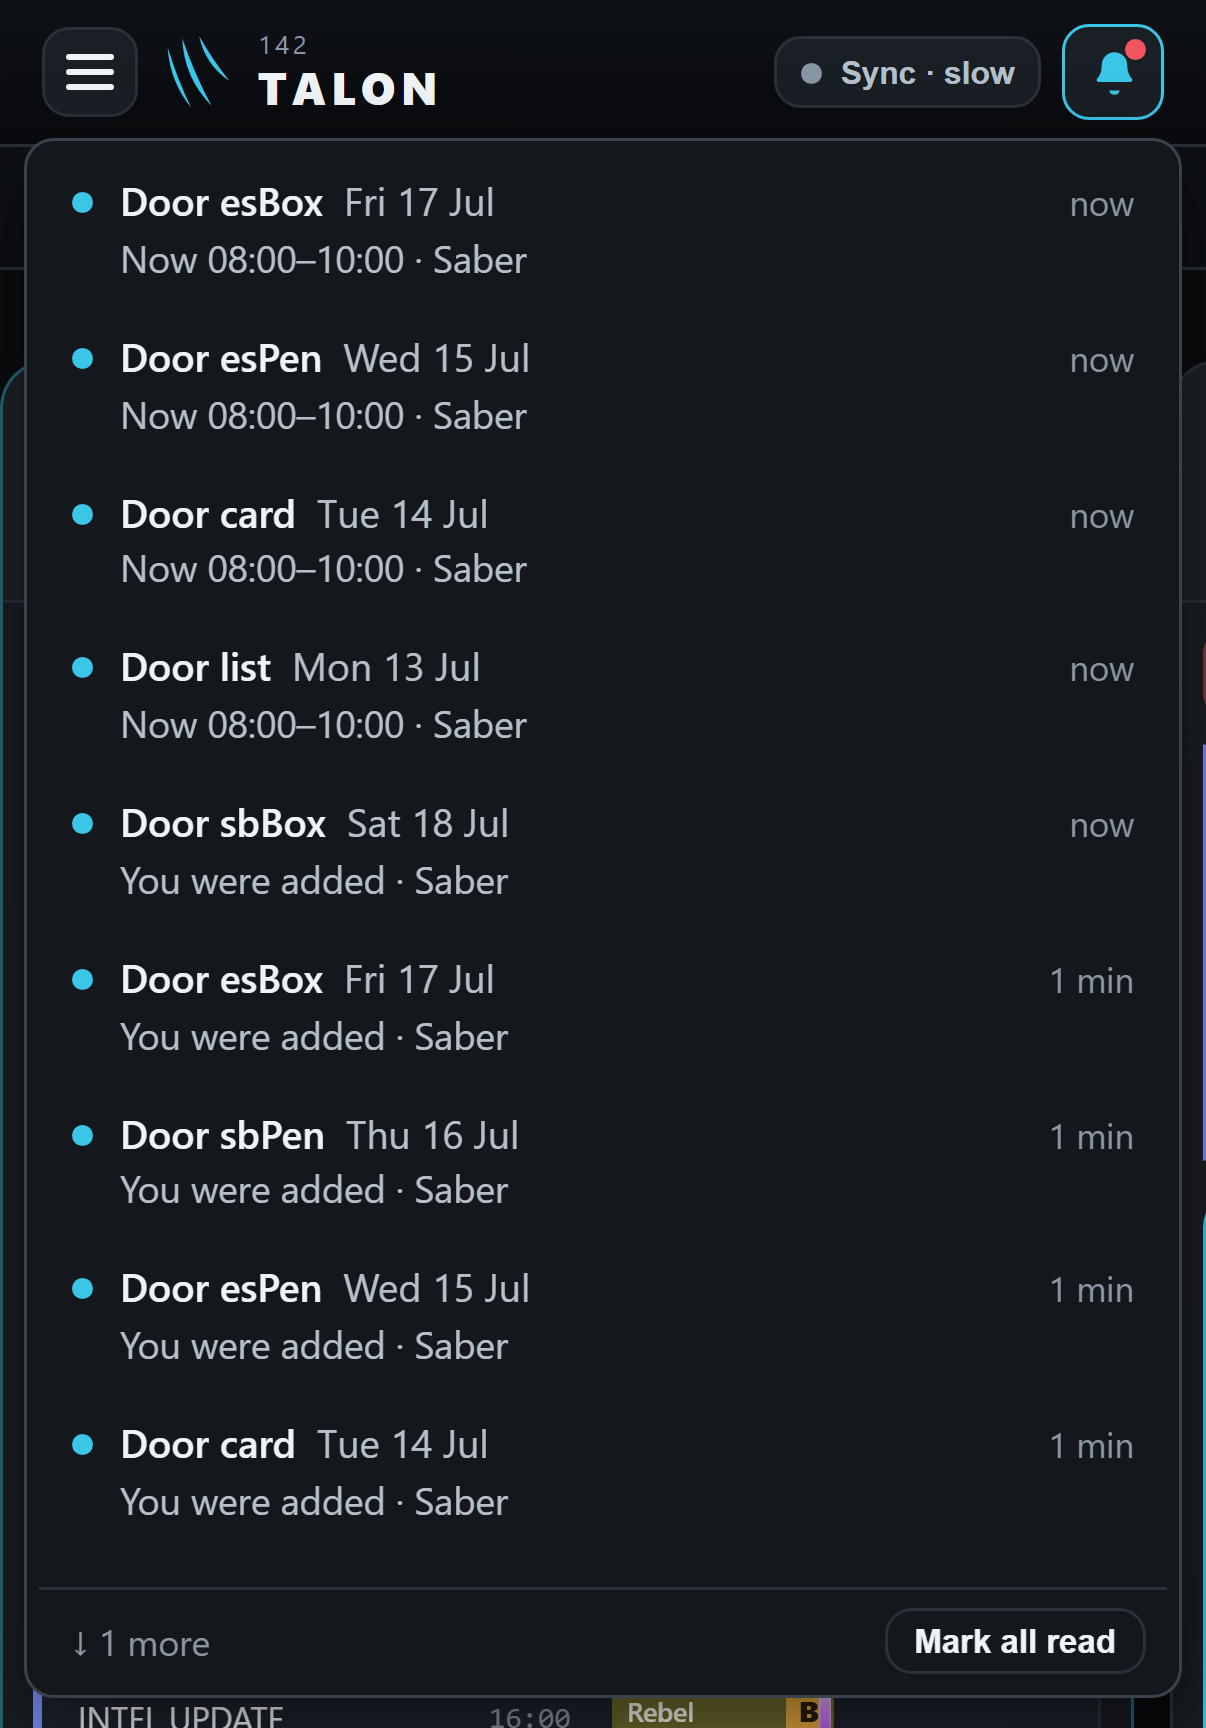 142
TALON
Sync · slow
Door esBox Fri 17 Jul now
Now 08:00–10:00 · Saber
Door esPen Wed 15 Jul now
Now 08:00–10:00 · Saber
Door card Tue 14 Jul now
Now 08:00–10:00 · Saber
Door list Mon 13 Jul now
Now 08:00–10:00 · Saber
Door sbBox Sat 18 Jul now
You were added · Saber
Door esBox Fri 17 Jul 1 min
You were added · Saber
Door sbPen Thu 16 Jul 1 min
You were added · Saber
Door esPen Wed 15 Jul 1 min
You were added · Saber
Door card Tue 14 Jul 1 min
You were added · Saber
↓ 1 more Mark all read
INTEL UPDATE 16:00 Rebel B